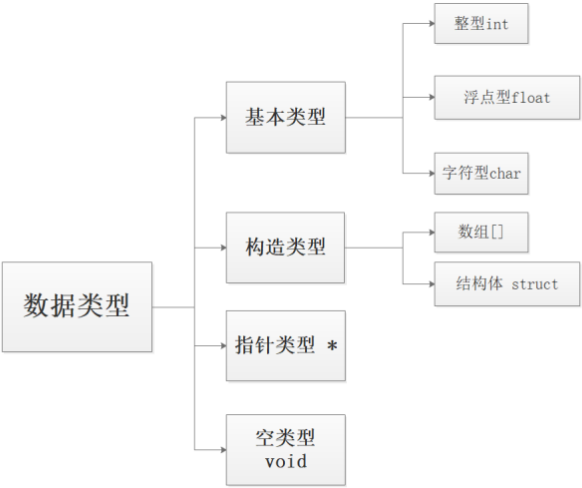 数据类型
基本类型
整型int
浮点型float
字符型char
构造类型
数组[]
结构体 struct
指针类型 *
空类型
void